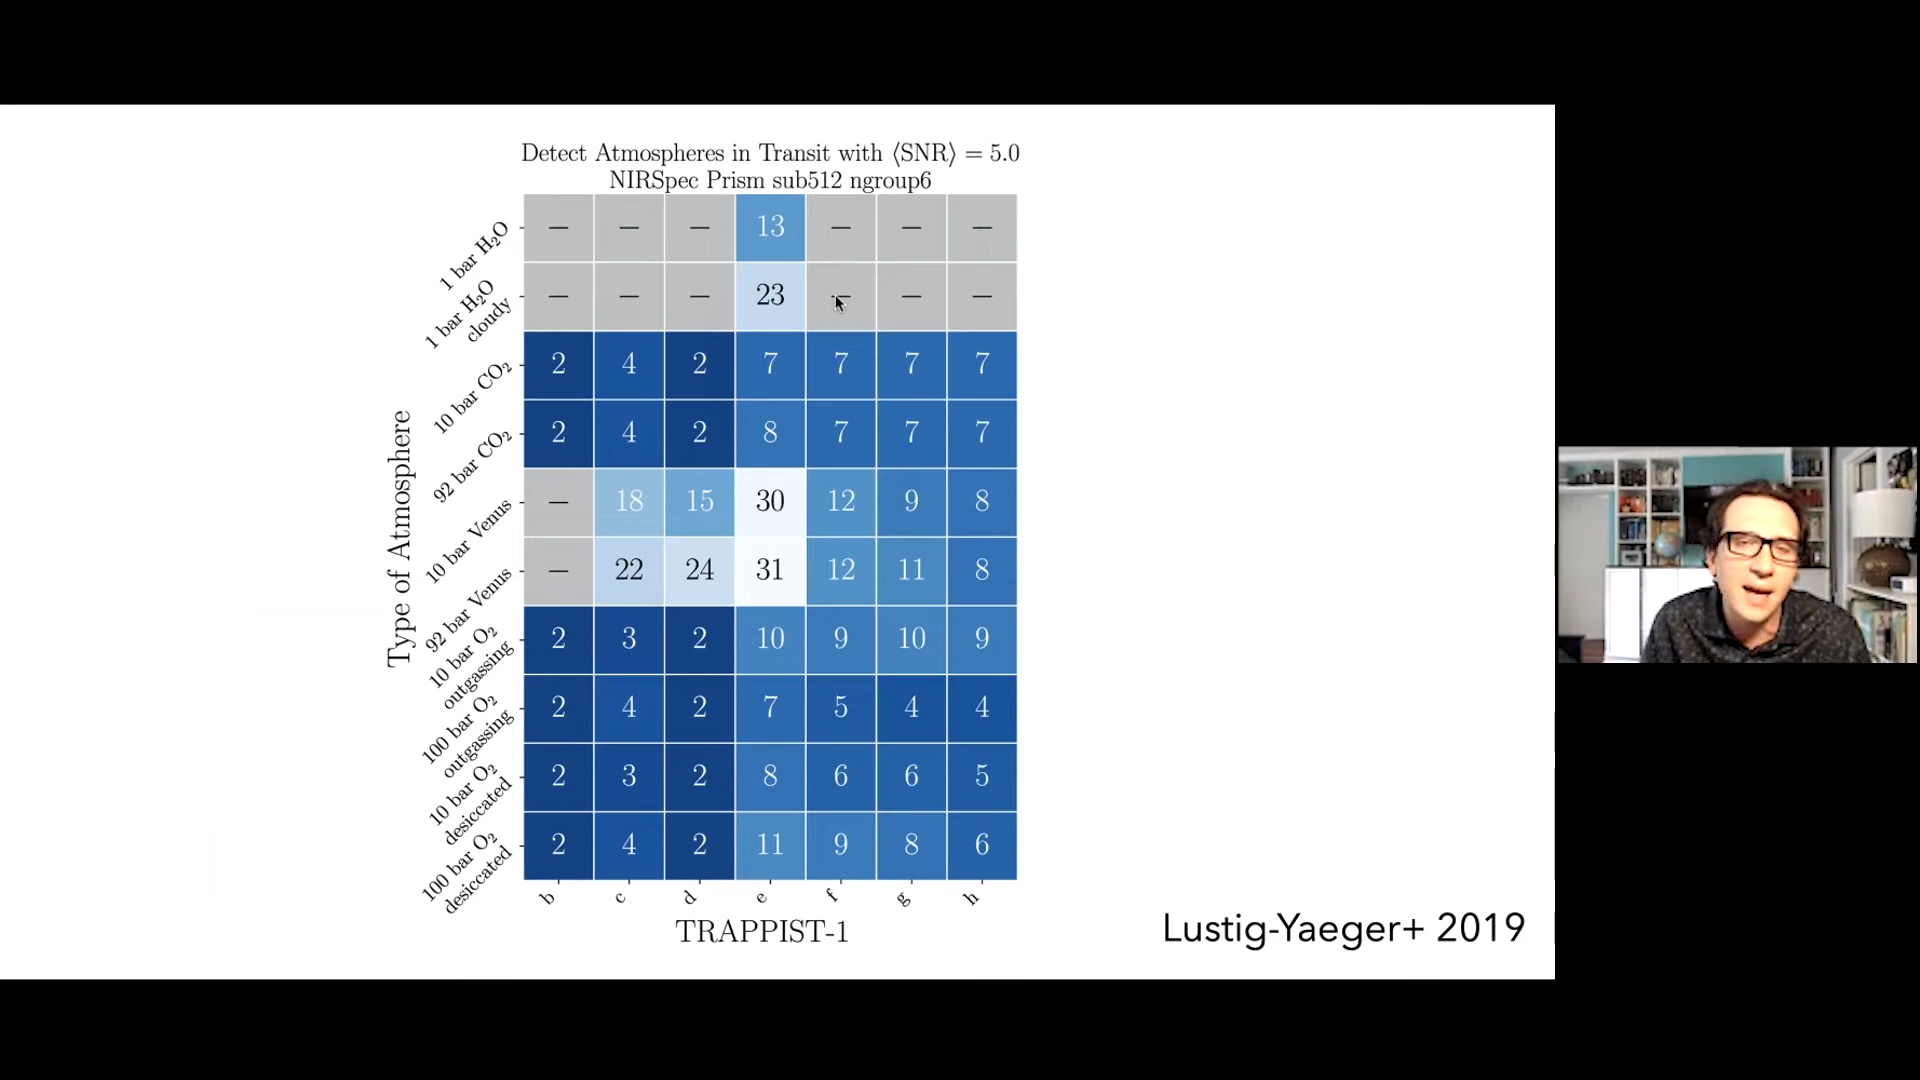 Detect Atmospheres in Transit with ⟨SNR⟩ = 5.0
NIRSpec Prism sub512 ngroup6
Type of Atmosphere
1 bar H₂O — — — 13 — — —
1 bar H₂O
cloudy — — — 23 — — —
10 bar CO₂ 2 4 2 7 7 7 7
92 bar CO₂ 2 4 2 8 7 7 7
10 bar Venus — 18 15 30 12 9 8
92 bar Venus — 22 24 31 12 11 8
10 bar O₂
outgassing 2 3 2 10 9 10 9
100 bar O₂
outgassing 2 4 2 7 5 4 4
10 bar O₂
desiccated 2 3 2 8 6 6 5
100 bar O₂
desiccated 2 4 2 11 9 8 6
b c d e f g h
TRAPPIST-1
Lustig-Yaeger+ 2019